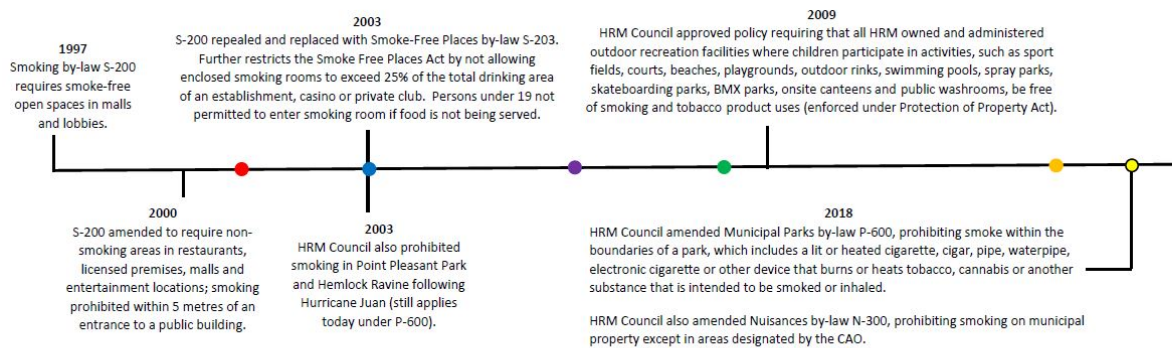 1997
Smoking by-law S-200
requires smoke-free
open spaces in malls
and lobbies.
2003
S-200 repealed and replaced with Smoke-Free Places by-law S-203.
Further restricts the Smoke Free Places Act by not allowing
enclosed smoking rooms to exceed 25% of the total drinking area
of an establishment, casino or private club. Persons under 19 not
permitted to enter smoking room if food is not being served.
2009
HRM Council approved policy requiring that all HRM owned and administered
outdoor recreation facilities where children participate in activities, such as sport
fields, courts, beaches, playgrounds, outdoor rinks, swimming pools, spray parks,
skateboarding parks, BMX parks, onsite canteens and public washrooms, be free
of smoking and tobacco product uses (enforced under Protection of Property Act).
2000
S-200 amended to require non-
smoking areas in restaurants,
licensed premises, malls and
entertainment locations; smoking
prohibited within 5 metres of an
entrance to a public building.
2003
HRM Council also prohibited
smoking in Point Pleasant Park
and Hemlock Ravine following
Hurricane Juan (still applies
today under P-600).
2018
HRM Council amended Municipal Parks by-law P-600, prohibiting smoke within the
boundaries of a park, which includes a lit or heated cigarette, cigar, pipe, waterpipe,
electronic cigarette or other device that burns or heats tobacco, cannabis or another
substance that is intended to be smoked or inhaled.
HRM Council also amended Nuisances by-law N-300, prohibiting smoking on municipal
property except in areas designated by the CAO.